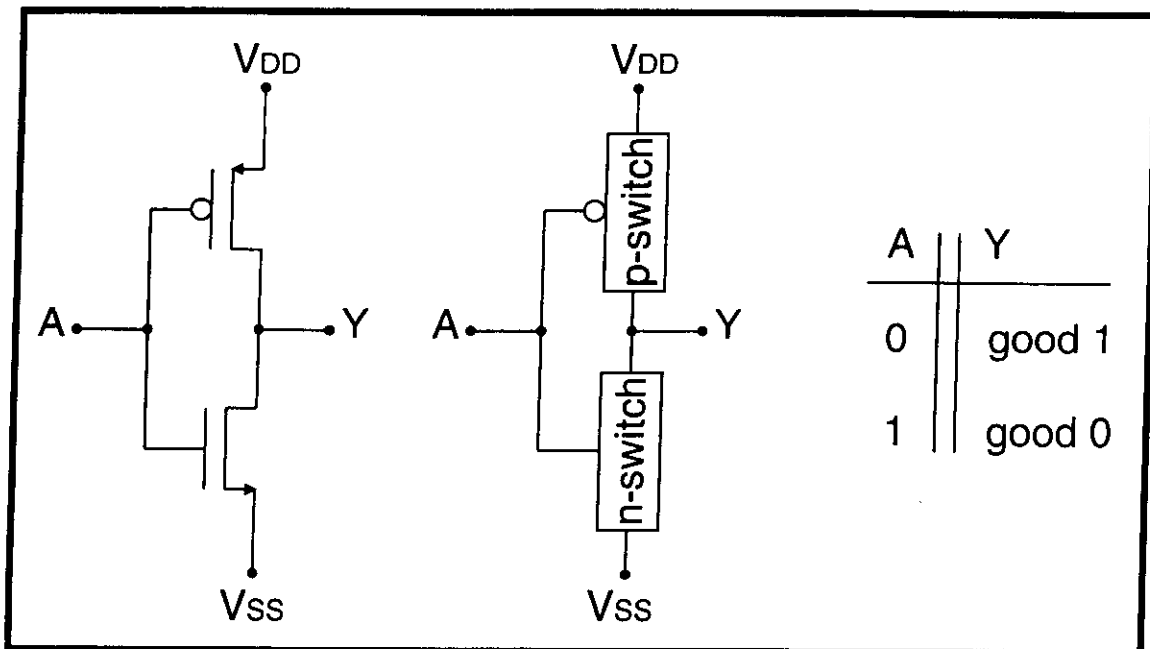 VDD
A
Y
VSS
VDD
p-switch
A
Y
n-switch
VSS
A Y
0 good 1
1 good 0